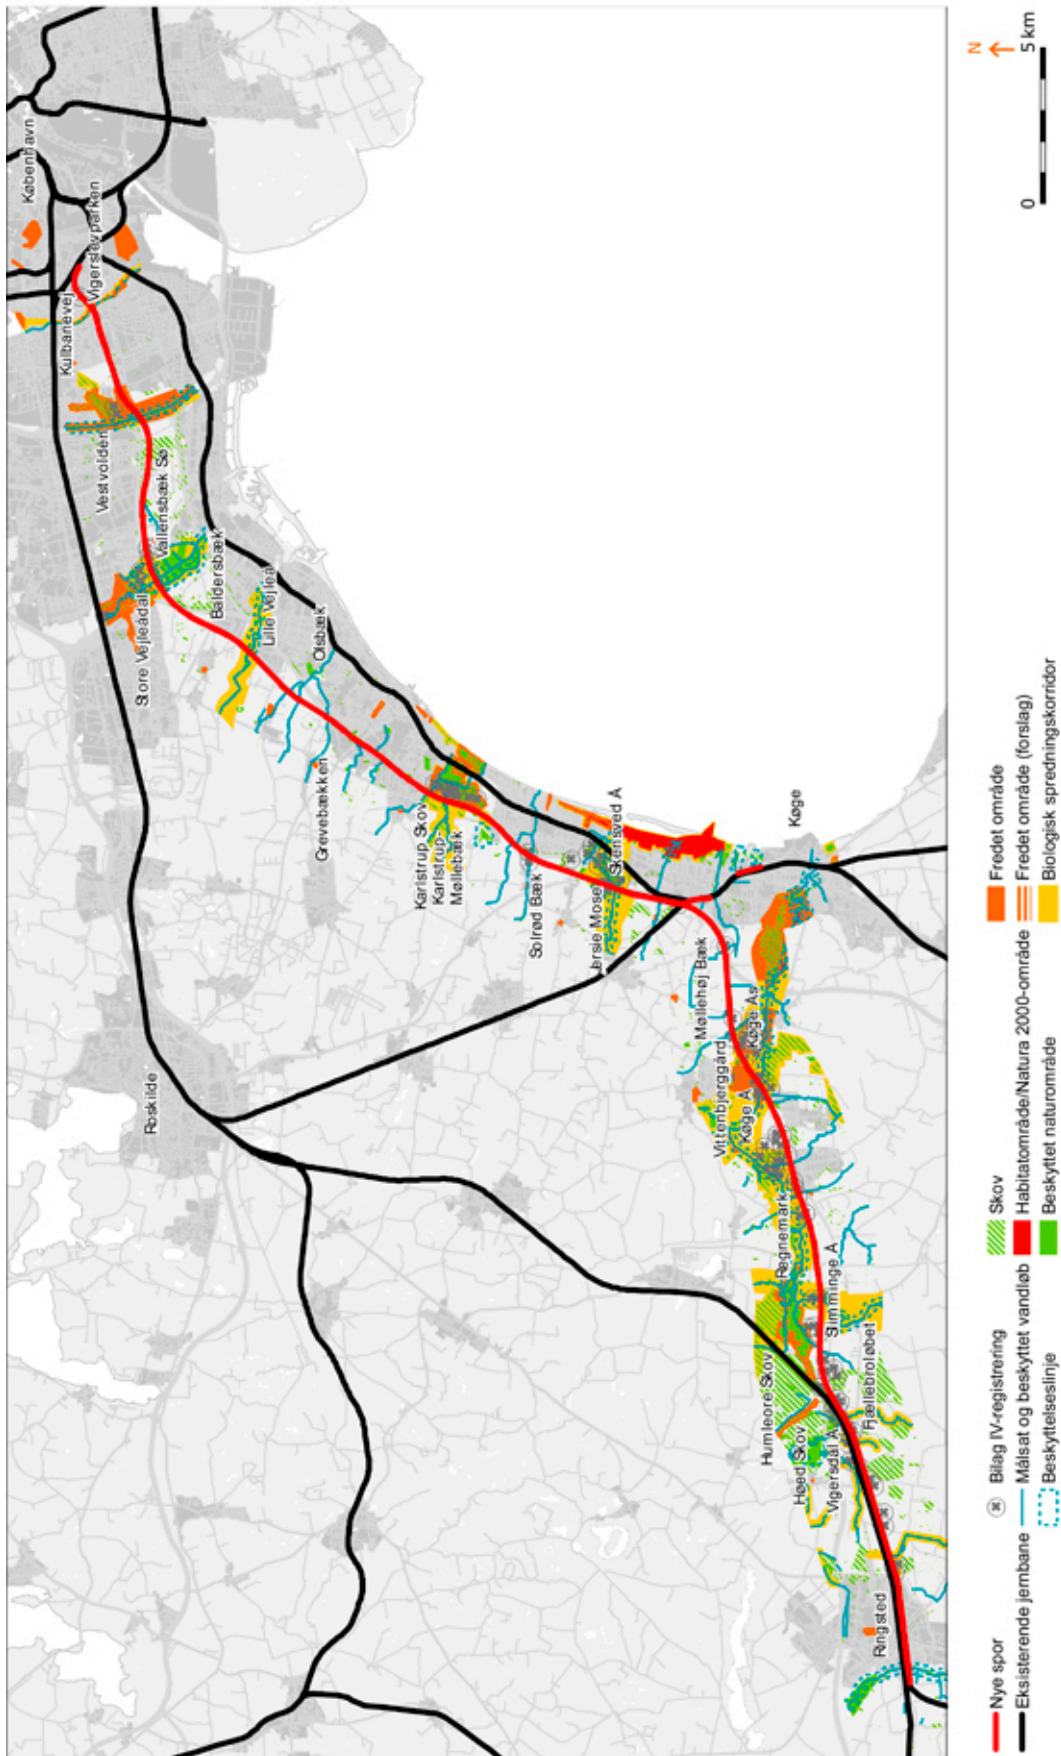 København
Vigerslevparken
Kulbanevej
Vestvolden
Vallensbæk Sø
Store Vejleådal
Baldersbæk
Lille Vejleå
Olsbæk
Grevebækken
Karlstrup Skov
Karlstrup-
Møllebæk
Solrød Bæk
Jersie Mose
Skensved Å
Køge
Roskilde
Møllehøj Bæk
Køge Ås
Vittenbjerggård
Køge Å
Regnemark
Slimminge Å
Humleore Skov
Fjællebroløbet
Høed Skov
Vigersdal Å
Ringsted
N
0 5 km
Nye spor
Eksisterende jernbane
Bilag IV-registrering
Målsat og beskyttet vandløb
Beskyttelseslinje
Skov
Habitatområde/Natura 2000-område
Beskyttet naturområde
Fredet område
Fredet område (forslag)
Biologisk spredningskorridor